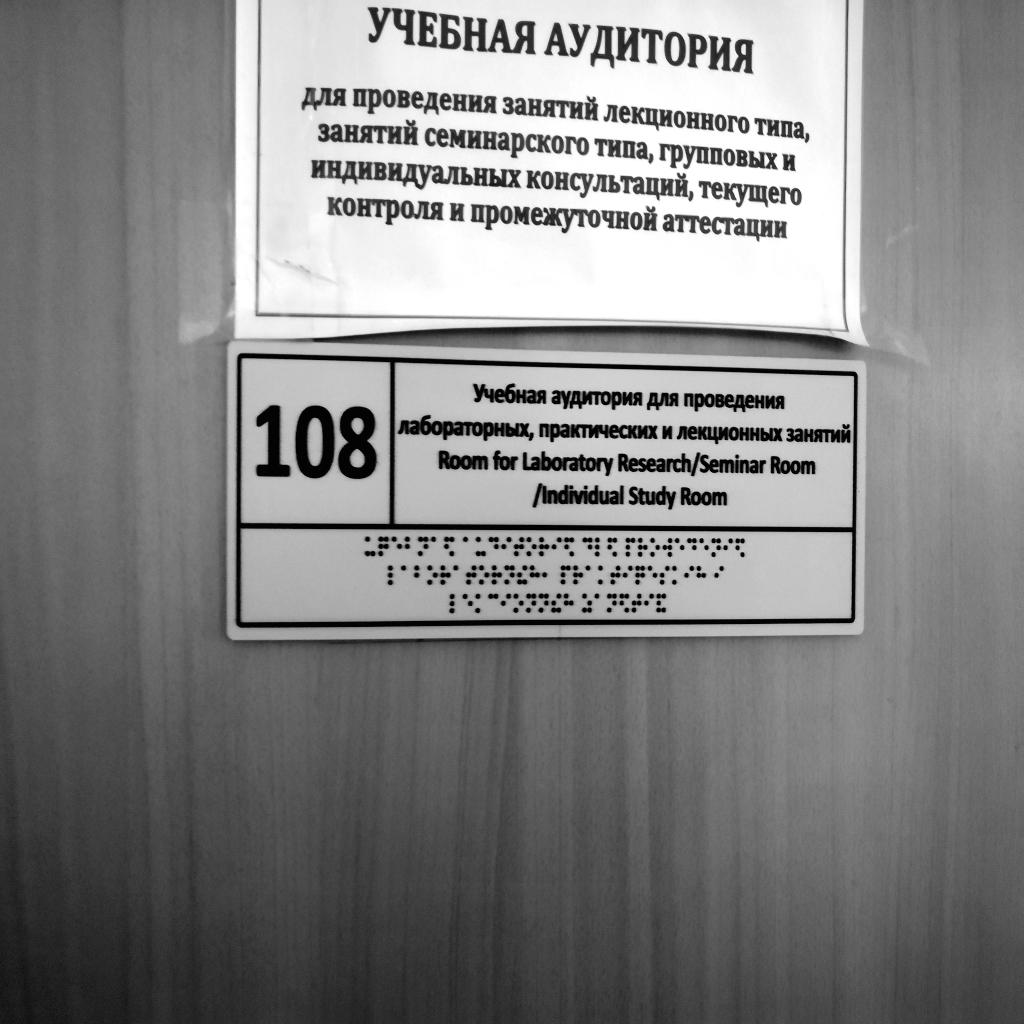 УЧЕБНАЯ АУДИТОРИЯ
для проведения занятий лекционного типа,
занятий семинарского типа, групповых и
индивидуальных консультаций, текущего
контроля и промежуточной аттестации
108
Учебная аудитория для проведения
лабораторных, практических и лекционных занятий
Room for Laboratory Research/Seminar Room
/Individual Study Room